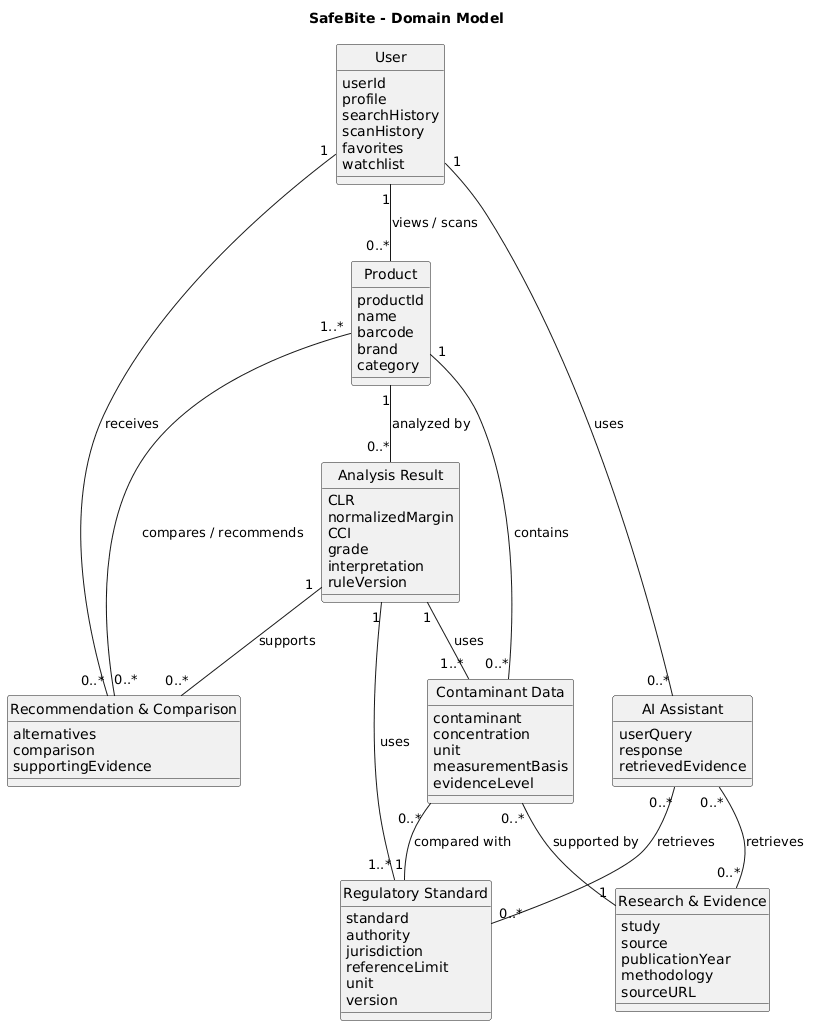 SafeBite - Domain Model
User
userId
profile
searchHistory
scanHistory
favorites
watchlist
1
1
1
views / scans
0..*
Product
productId
name
barcode
brand
category
1..*
1
1
analyzed by
0..*
receives
uses
Analysis Result
CLR
normalizedMargin
CCI
grade
interpretation
ruleVersion
compares / recommends
contains
1
1
1
supports
uses
0..*
0..*
0..*
1..*
0..*
0..*
Recommendation & Comparison
alternatives
comparison
supportingEvidence
Contaminant Data
contaminant
concentration
unit
measurementBasis
evidenceLevel
AI Assistant
userQuery
response
retrievedEvidence
uses
0..*
0..*
0..*
0..*
compared with
supported by
retrieves
retrieves
1..*
1
1
0..*
0..*
Regulatory Standard
standard
authority
jurisdiction
referenceLimit
unit
version
Research & Evidence
study
source
publicationYear
methodology
sourceURL